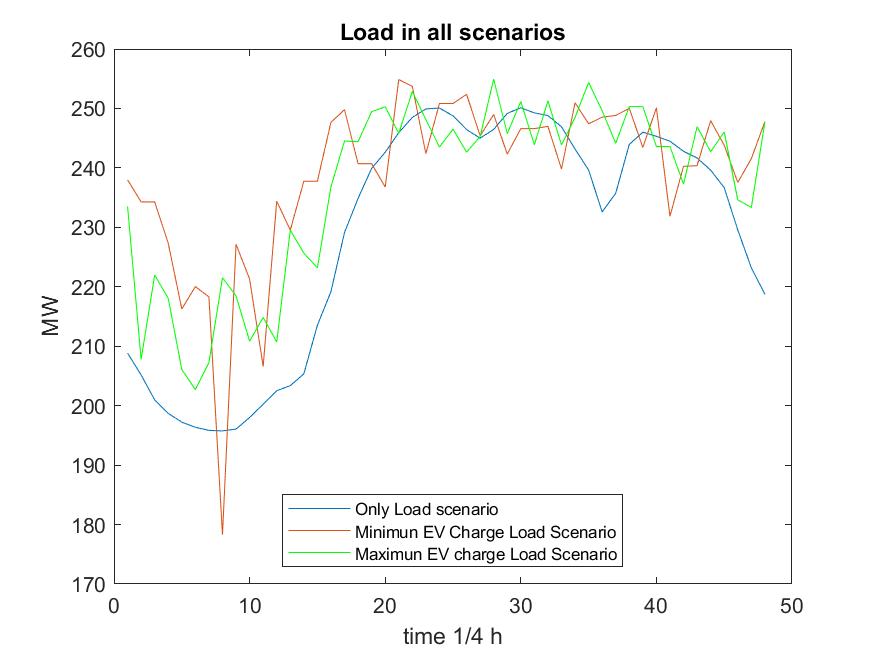 Load in all scenarios
260
250
240
230
220
210
200
190
180
170
MW
0 10 20 30 40 50
time 1/4 h
Only Load scenario
Minimun EV Charge Load Scenario
Maximun EV charge Load Scenario